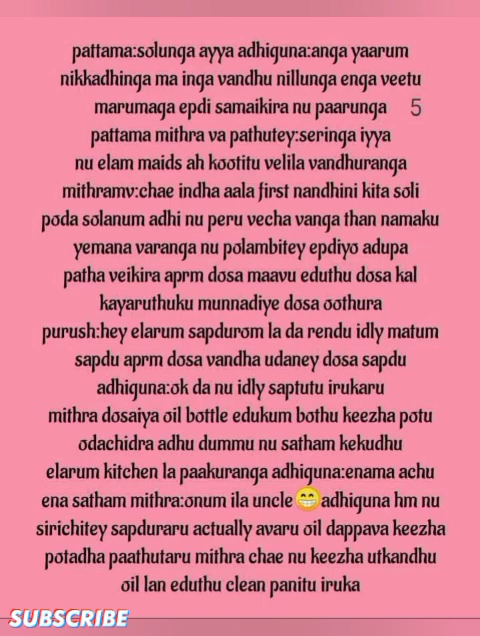 pattama:solunga ayya adhiguna:anga yaarum
nikkadhinga ma inga vandhu nillunga enga veetu
marumaga epdi samaikira nu paarunga 5
pattama mithra va pathutey:seringa iyya
nu elam maids ah kootitu velila vandhuranga
mithramv:chae indha aala first nandhini kita soli
poda solanum adhi nu peru vecha vanga than namaku
yemana varanga nu polambitey epdiyo adupa
patha veikira aprm dosa maavu eduthu dosa kal
kayaruthuku munnadiye dosa oothura
purush:hey elarum sapdurom la da rendu idly matum
sapdu aprm dosa vandha udaney dosa sapdu
adhiguna:ok da nu idly saptutu irukaru
mithra dosaiya oil bottle edukum bothu keezha potu
odachidra adhu dummu nu satham kekudhu
elarum kitchen la paakuranga adhiguna:enama achu
ena satham mithra:onum ila uncle😁adhiguna hm nu
sirichitey sapduraru actually avaru oil dappava keezha
potadha paathutaru mithra chae nu keezha utkandhu
oil lan eduthu clean panitu iruka
SUBSCRIBE